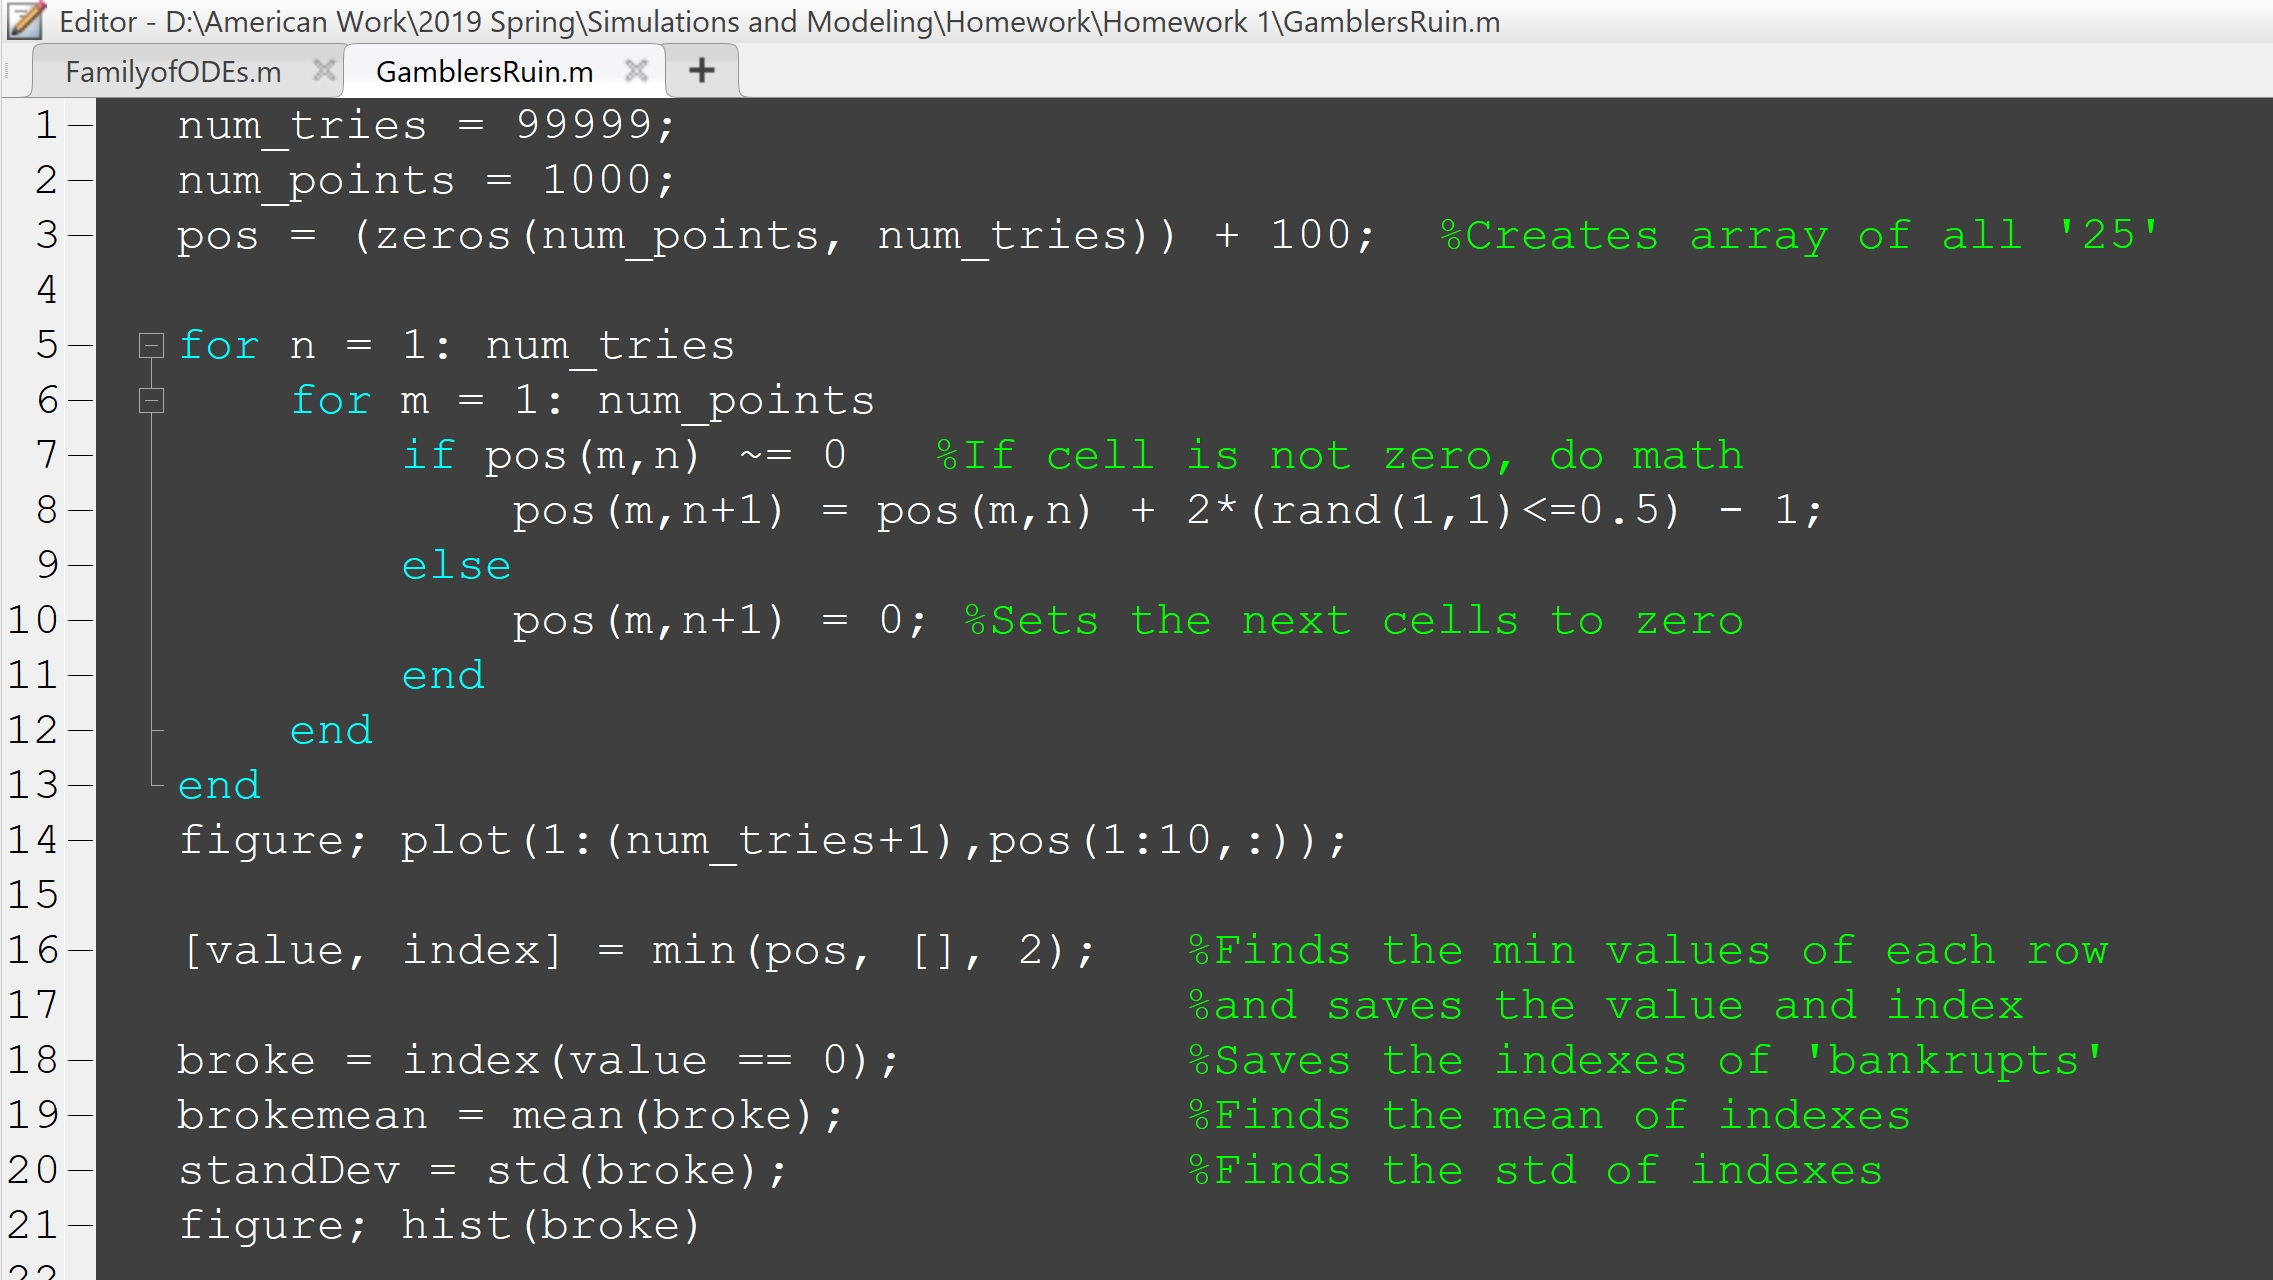 Editor - D:\American Work\2019 Spring\Simulations and Modeling\Homework\Homework 1\GamblersRuin.m
FamilyofODEs.m GamblersRuin.m +
1 num_tries = 99999;
2 num_points = 1000;
3 pos = (zeros(num_points, num_tries)) + 100; %Creates array of all '25'
4
5 for n = 1: num_tries
6 for m = 1: num_points
7 if pos(m,n) ~= 0 %If cell is not zero, do math
8 pos(m,n+1) = pos(m,n) + 2*(rand(1,1)<=0.5) - 1;
9 else
10 pos(m,n+1) = 0; %Sets the next cells to zero
11 end
12 end
13 end
14 figure; plot(1:(num_tries+1),pos(1:10,:));
15
16 [value, index] = min(pos, [], 2); %Finds the min values of each row
17 %and saves the value and index
18 broke = index(value == 0); %Saves the indexes of 'bankrupts'
19 brokemean = mean(broke); %Finds the mean of indexes
20 standDev = std(broke); %Finds the std of indexes
21 figure; hist(broke)
22